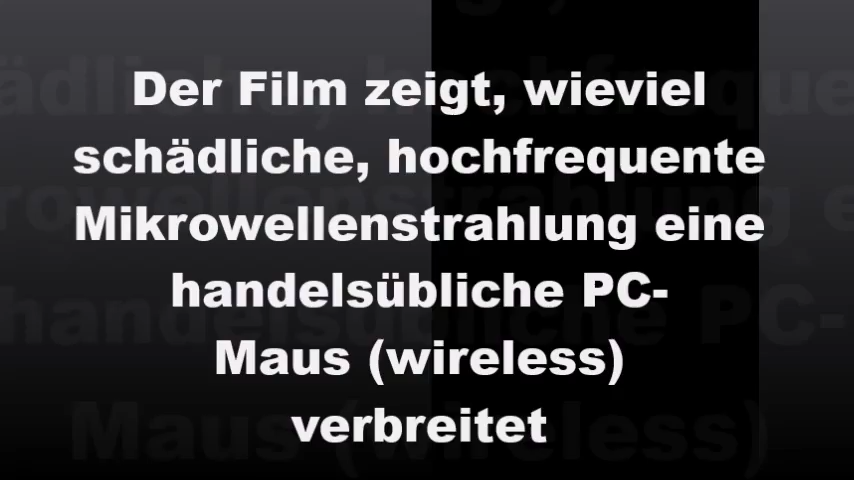 Der Film zeigt, wieviel
schädliche, hochfrequente
Mikrowellenstrahlung eine
handelsübliche PC-
Maus (wireless)
verbreitet